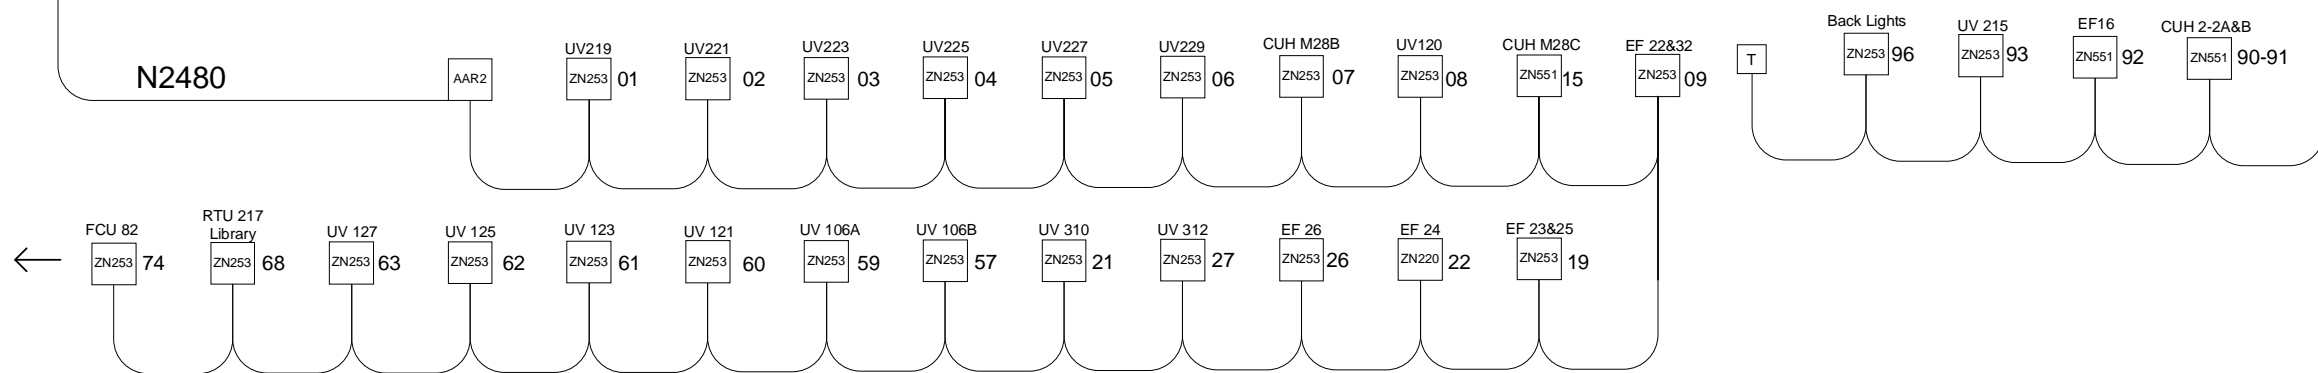 N2480
AAR2
UV219
ZN253 01
UV221
ZN253 02
UV223
ZN253 03
UV225
ZN253 04
UV227
ZN253 05
UV229
ZN253 06
CUH M28B
ZN253 07
UV120
ZN253 08
CUH M28C
ZN551 15
EF 22&32
ZN253 09
T
Back Lights
ZN253 96
UV 215
ZN253 93
EF16
ZN551 92
CUH 2-2A&B
ZN551 90-91
FCU 82
ZN253 74
RTU 217
Library
ZN253 68
UV 127
ZN253 63
UV 125
ZN253 62
UV 123
ZN253 61
UV 121
ZN253 60
UV 106A
ZN253 59
UV 106B
ZN253 57
UV 310
ZN253 21
UV 312
ZN253 27
EF 26
ZN253 26
EF 24
ZN220 22
EF 23&25
ZN253 19